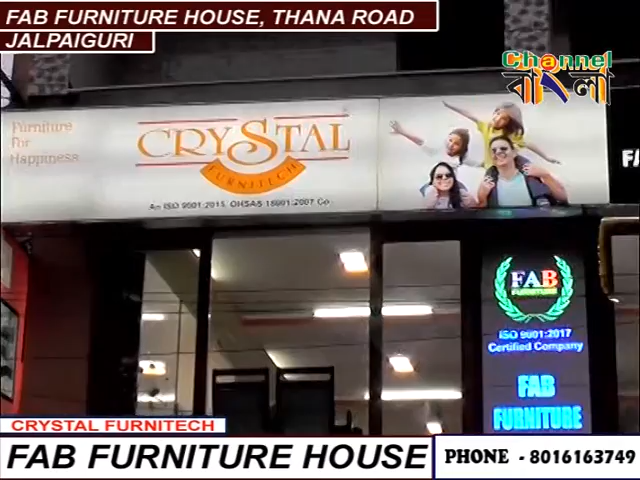 FAB FURNITURE HOUSE, THANA ROAD
JALPAIGURI
Channel
বাংলা
Furniture
For
Happiness
CRYSTAL
FURNITECH
An ISO 9001:2015, OHSAS 18001:2007 Co.
FAB
FURNITURE
ISO 9001:2017
Certified Company
FAB
FURNITURE
CRYSTAL FURNITECH
FAB FURNITURE HOUSE
PHONE - 8016163749